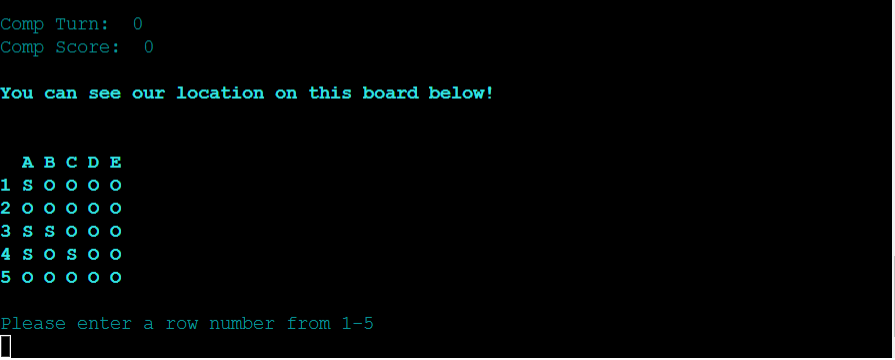 Comp Turn:  0
Comp Score:  0
You can see our location on this board below!
  A B C D E
1 S O O O O
2 O O O O O
3 S S O O O
4 S O S O O
5 O O O O O
Please enter a row number from 1-5